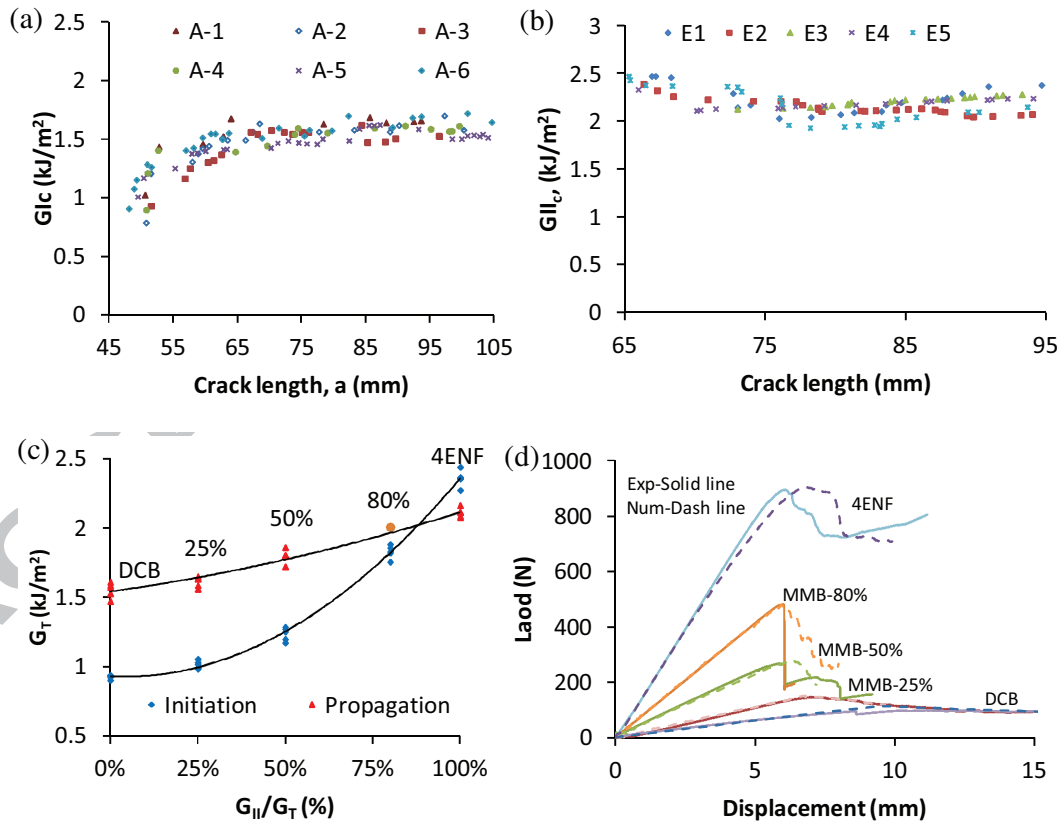 (a)
A-1 A-2 A-3
A-4 A-5 A-6
2.5
2
1.5
1
0.5
0
GIc (kJ/m²)
45 55 65 75 85 95 105
Crack length, a (mm)
(b)
E1 E2 E3 E4 E5
3
2.5
2
1.5
1
0.5
0
GII_c, (kJ/m²)
65 75 85 95
Crack length (mm)
(c)
2.5
2
1.5
1
0.5
G_T (kJ/m²)
4ENF
80%
50%
25%
DCB
Initiation Propagation
0% 25% 50% 75% 100%
G_II/G_T (%)
(d)
1000
800
600
400
200
0
Laod (N)
Exp-Solid line
Num-Dash line
4ENF
MMB-80%
MMB-50%
MMB-25%
DCB
0 5 10 15
Displacement (mm)